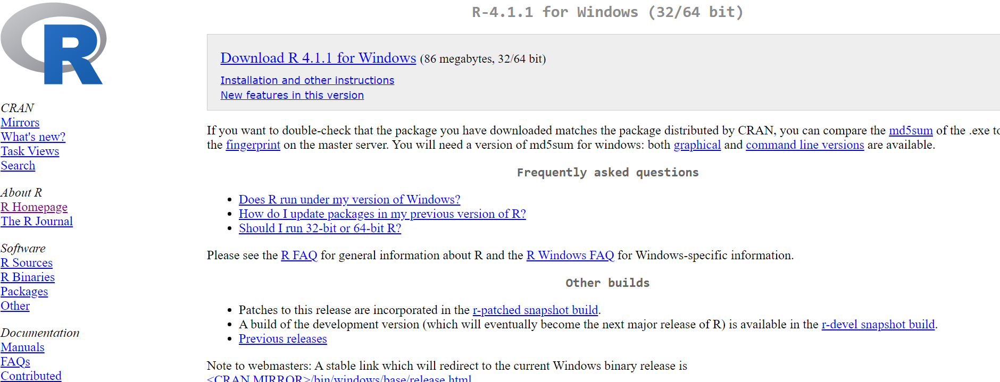 R
CRAN
Mirrors
What's new?
Task Views
Search
About R
R Homepage
The R Journal
Software
R Sources
R Binaries
Packages
Other
Documentation
Manuals
FAQs
Contributed
R-4.1.1 for Windows (32/64 bit)
Download R 4.1.1 for Windows (86 megabytes, 32/64 bit)
Installation and other instructions
New features in this version
If you want to double-check that the package you have downloaded matches the package distributed by CRAN, you can compare the md5sum of the .exe to
the fingerprint on the master server. You will need a version of md5sum for windows: both graphical and command line versions are available.
Frequently asked questions
Does R run under my version of Windows?
How do I update packages in my previous version of R?
Should I run 32-bit or 64-bit R?
Please see the R FAQ for general information about R and the R Windows FAQ for Windows-specific information.
Other builds
Patches to this release are incorporated in the r-patched snapshot build.
A build of the development version (which will eventually become the next major release of R) is available in the r-devel snapshot build.
Previous releases
Note to webmasters: A stable link which will redirect to the current Windows binary release is
<CRAN MIRROR>/bin/windows/base/release.html